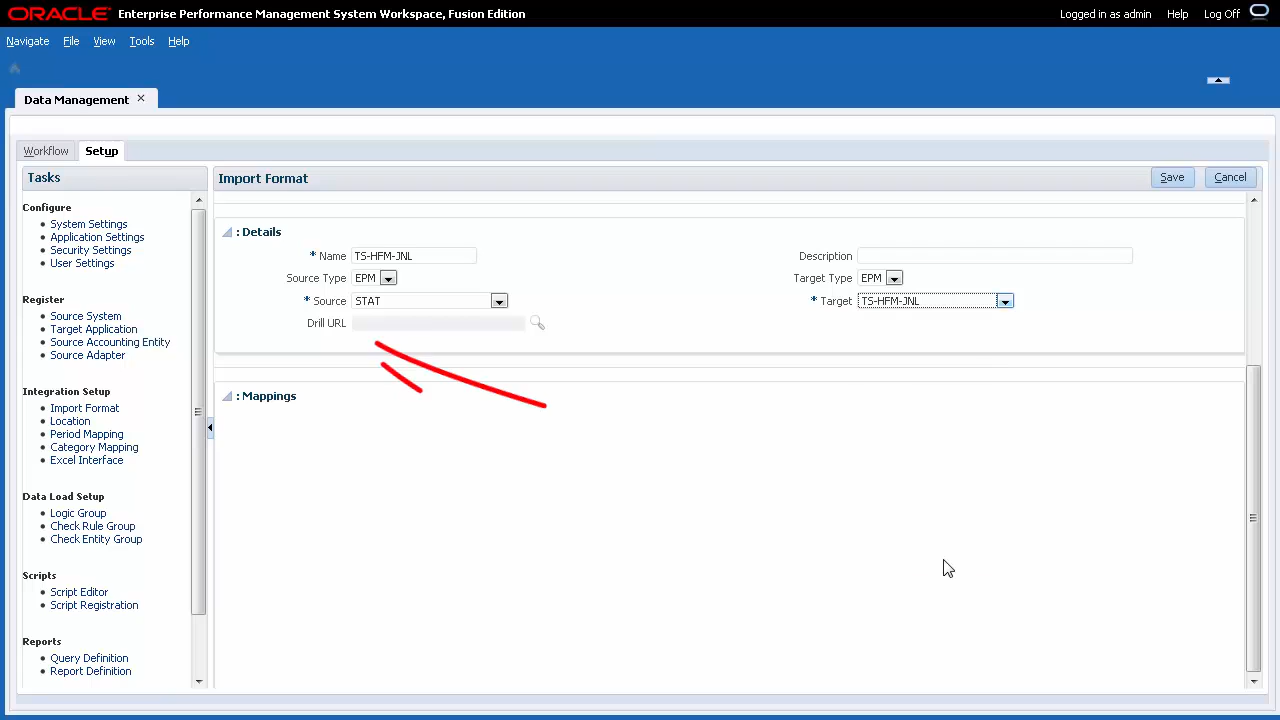 ORACLE Enterprise Performance Management System Workspace, Fusion Edition Logged in as admin Help Log Off
Navigate File View Tools Help
Data Management
Workflow Setup
Tasks
Configure
System Settings
Application Settings
Security Settings
User Settings
Register
Source System
Target Application
Source Accounting Entity
Source Adapter
Integration Setup
Import Format
Location
Period Mapping
Category Mapping
Excel Interface
Data Load Setup
Logic Group
Check Rule Group
Check Entity Group
Scripts
Script Editor
Script Registration
Reports
Query Definition
Report Definition
Import Format Save Cancel
: Details
* Name TS-HFM-JNL Description
Source Type EPM Target Type EPM
* Source STAT * Target TS-HFM-JNL
Drill URL
: Mappings